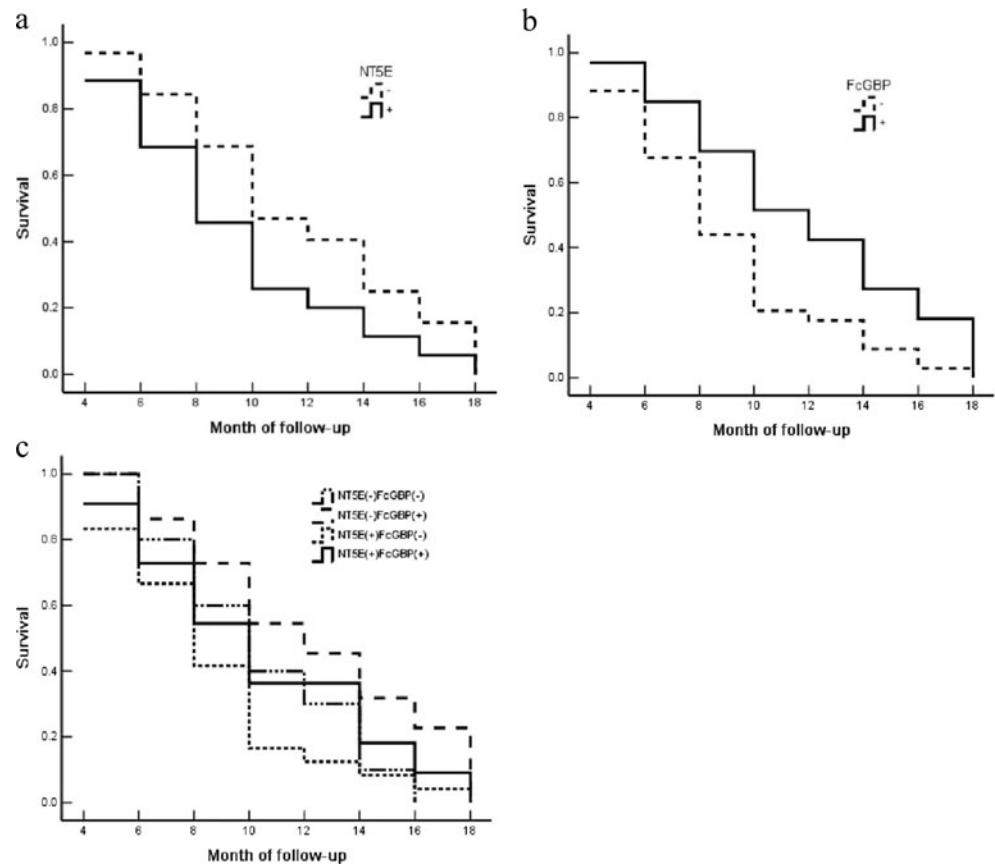 a
NT5E
-
+
1.0
0.8
0.6
0.4
0.2
0.0
Survival
4 6 8 10 12 14 16 18
Month of follow-up
b
FcGBP
-
+
1.0
0.8
0.6
0.4
0.2
0.0
Survival
4 6 8 10 12 14 16 18
Month of follow-up
c
NT5E(-)FcGBP(-)
NT5E(-)FcGBP(+)
NT5E(+)FcGBP(-)
NT5E(+)FcGBP(+)
1.0
0.8
0.6
0.4
0.2
0.0
Survival
4 6 8 10 12 14 16 18
Month of follow-up